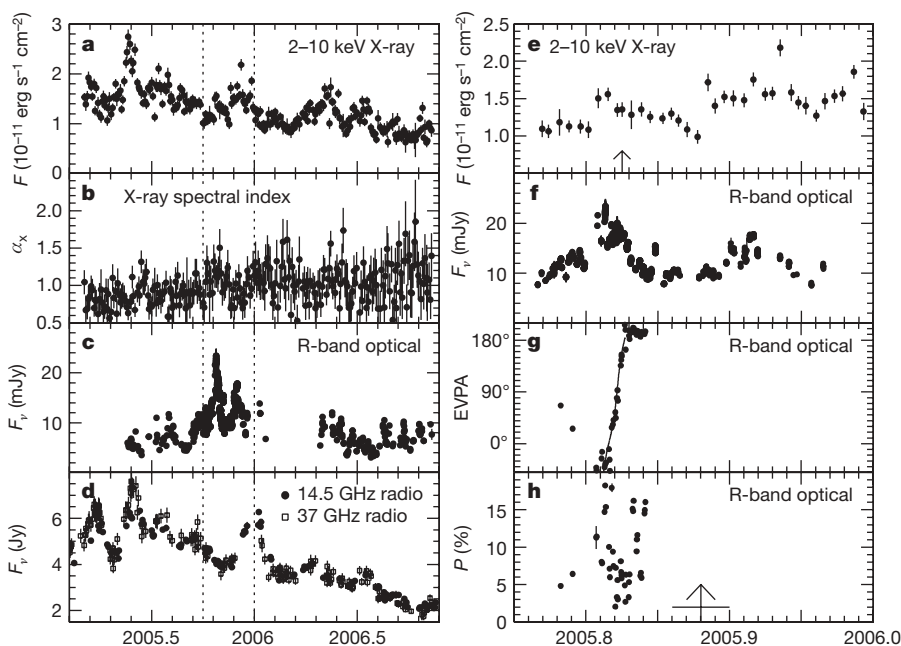 a 2–10 keV X-ray
F (10⁻¹¹ erg s⁻¹ cm⁻²)
3
2
1
0
b X-ray spectral index
αx
2.0
1.5
1.0
0.5
c R-band optical
Fν (mJy)
20
10
d 14.5 GHz radio
37 GHz radio
Fν (Jy)
6
4
2
2005.5 2006 2006.5
e 2–10 keV X-ray
F (10⁻¹¹ erg s⁻¹ cm⁻²)
2.5
2.0
1.5
1.0
f R-band optical
Fν (mJy)
20
10
g R-band optical
EVPA
180°
90°
0°
h R-band optical
P (%)
15
10
5
0
2005.8 2005.9 2006.0